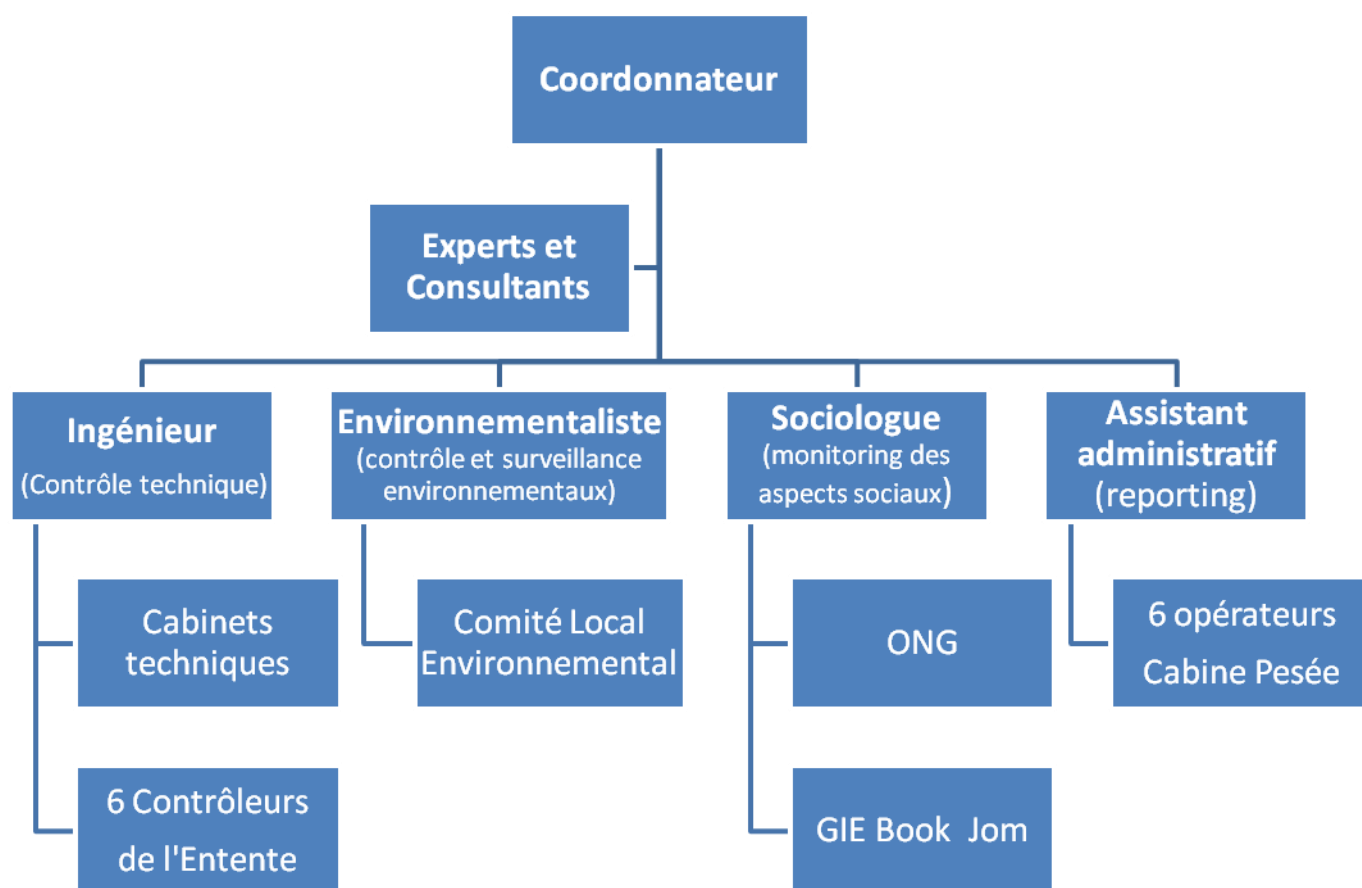 Coordonnateur
Experts et
Consultants
Ingénieur
(Contrôle technique)
Environnementaliste
(contrôle et surveillance
environnementaux)
Sociologue
(monitoring des
aspects sociaux)
Assistant
administratif
(reporting)
Cabinets
techniques
Comité Local
Environnemental
ONG
6 opérateurs
Cabine Pesée
6 Contrôleurs
de l'Entente
GIE Book Jom